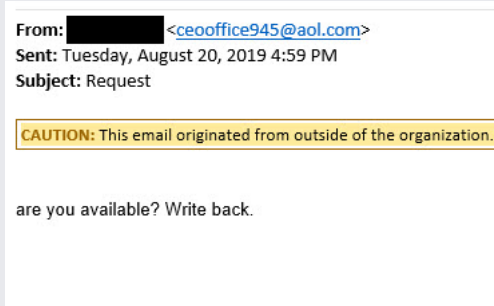 From: <ceooffice945@aol.com>
Sent: Tuesday, August 20, 2019 4:59 PM
Subject: Request
CAUTION: This email originated from outside of the organization.
are you available? Write back.